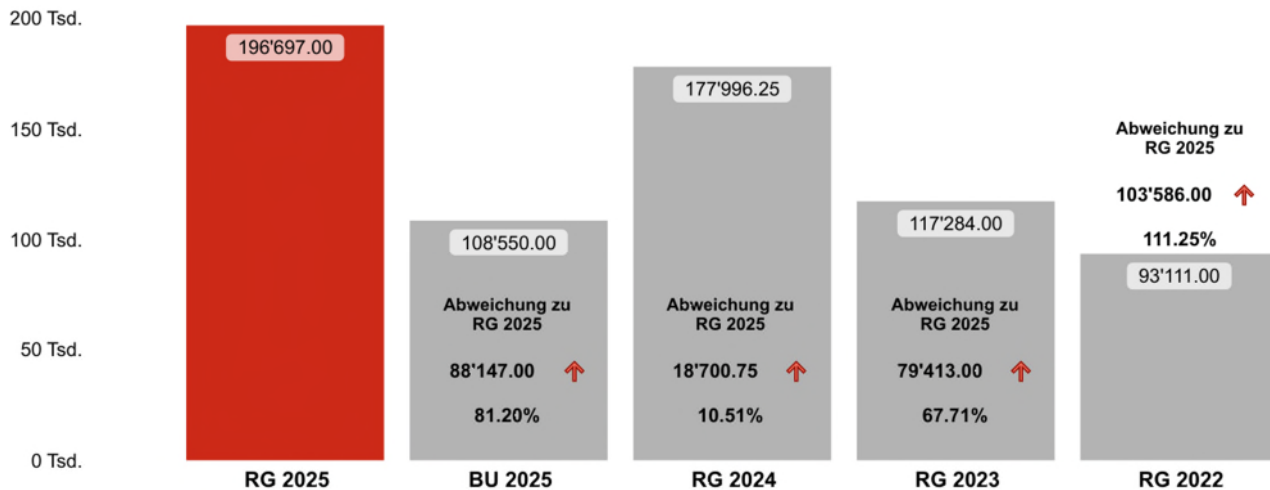 200 Tsd.
150 Tsd.
100 Tsd.
50 Tsd.
0 Tsd.
196'697.00
RG 2025
108'550.00
Abweichung zu
RG 2025
88'147.00
81.20%
BU 2025
177'996.25
Abweichung zu
RG 2025
18'700.75
10.51%
RG 2024
117'284.00
Abweichung zu
RG 2025
79'413.00
67.71%
RG 2023
Abweichung zu
RG 2025
103'586.00
111.25%
93'111.00
RG 2022